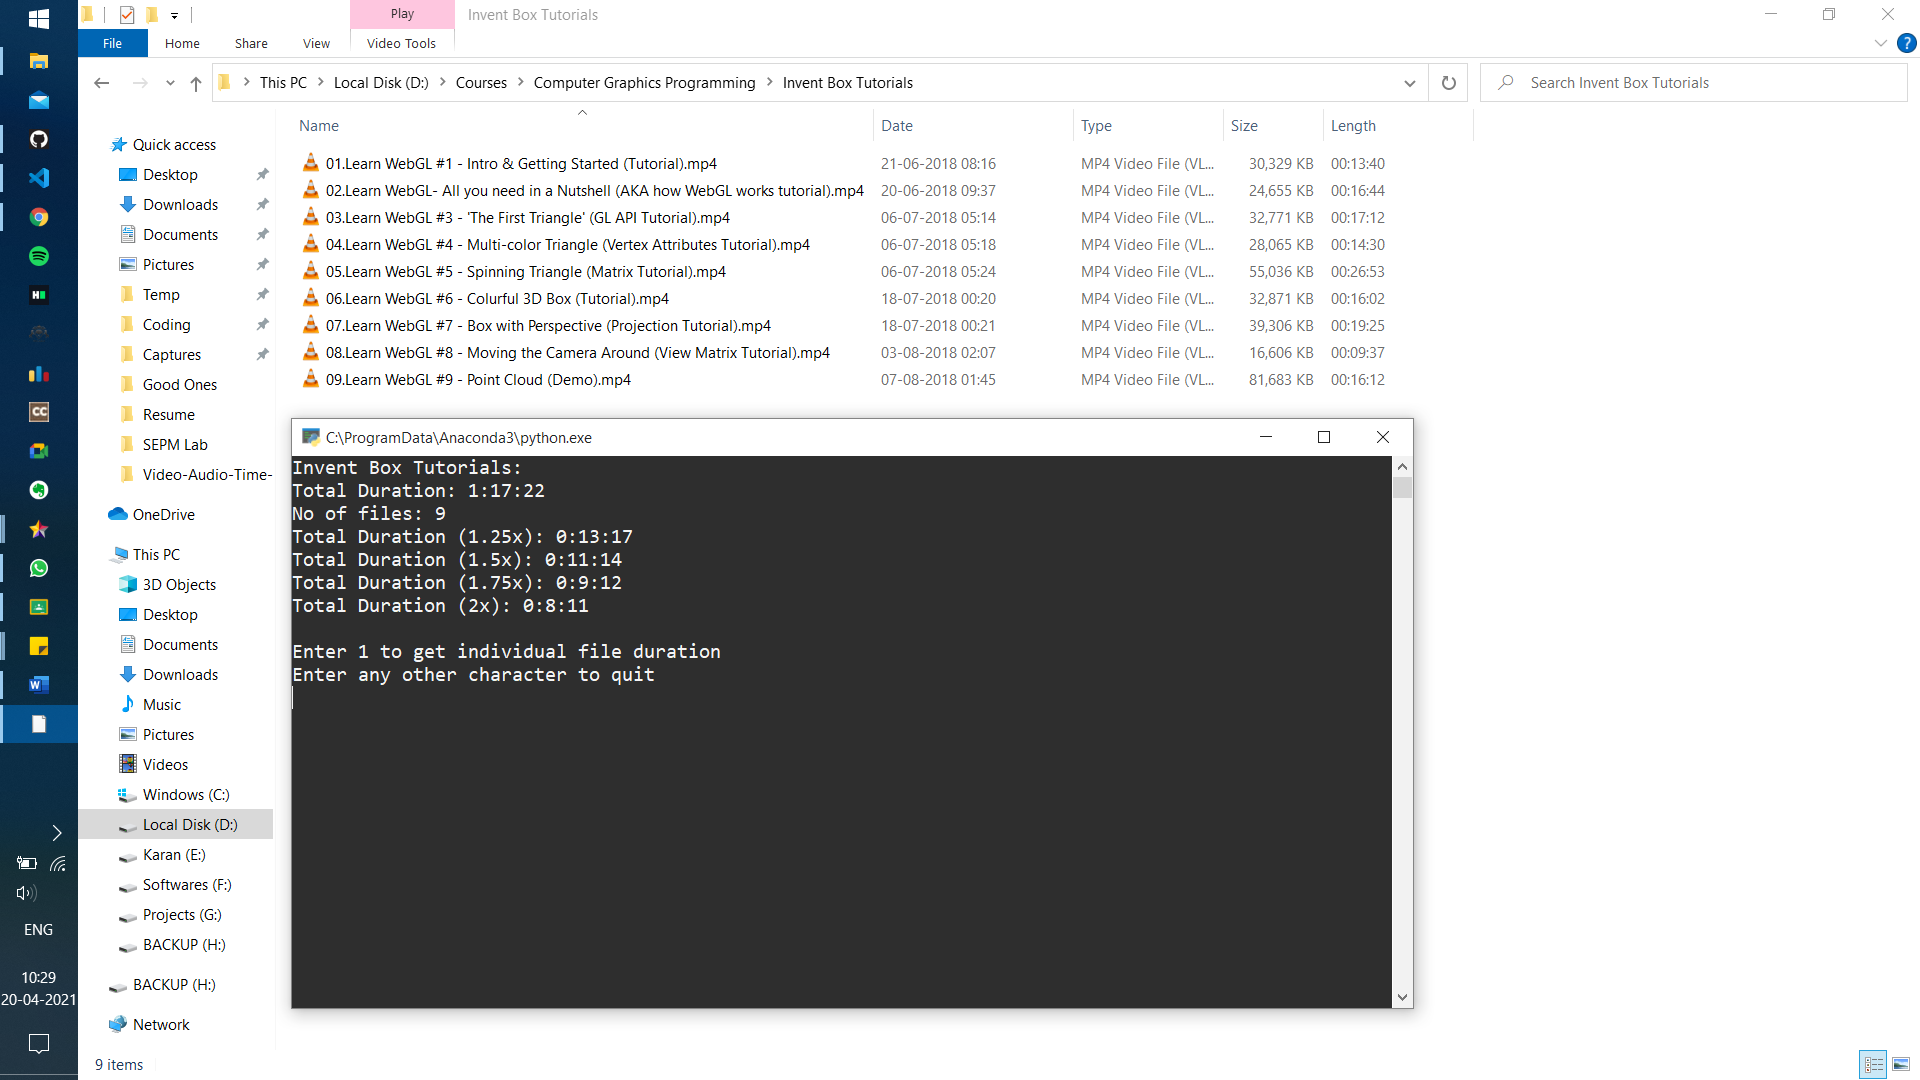 Play
Invent Box Tutorials
File
Home
Share
View
Video Tools
This PC
Local Disk (D:)
Courses
Computer Graphics Programming
Invent Box Tutorials
Search Invent Box Tutorials
Name Date Type Size Length
01.Learn WebGL #1 - Intro & Getting Started (Tutorial).mp4 21-06-2018 08:16 MP4 Video File (VL... 30,329 KB 00:13:40
02.Learn WebGL- All you need in a Nutshell (AKA how WebGL works tutorial).mp4 20-06-2018 09:37 MP4 Video File (VL... 24,655 KB 00:16:44
03.Learn WebGL #3 - 'The First Triangle' (GL API Tutorial).mp4 06-07-2018 05:14 MP4 Video File (VL... 32,771 KB 00:17:12
04.Learn WebGL #4 - Multi-color Triangle (Vertex Attributes Tutorial).mp4 06-07-2018 05:18 MP4 Video File (VL... 28,065 KB 00:14:30
05.Learn WebGL #5 - Spinning Triangle (Matrix Tutorial).mp4 06-07-2018 05:24 MP4 Video File (VL... 55,036 KB 00:26:53
06.Learn WebGL #6 - Colurful 3D Box (Tutorial).mp4 18-07-2018 00:20 MP4 Video File (VL... 32,871 KB 00:16:02
07.Learn WebGL #7 - Box with Perspective (Projection Tutorial).mp4 18-07-2018 00:21 MP4 Video File (VL... 39,306 KB 00:19:25
08.Learn WebGL #8 - Moving the Camera Around (View Matrix Tutorial).mp4 03-08-2018 02:07 MP4 Video File (VL... 16,606 KB 00:09:37
09.Learn WebGL #9 - Point Cloud (Demo).mp4 07-08-2018 01:45 MP4 Video File (VL... 81,683 KB 00:16:12
Quick access
Desktop
Downloads
Documents
Pictures
Temp
Coding
Captures
Good Ones
Resume
SEPM Lab
Video-Audio-Time-
OneDrive
This PC
3D Objects
Desktop
Documents
Downloads
Music
Pictures
Videos
Windows (C:)
Local Disk (D:)
Karan (E:)
Softwares (F:)
Projects (G:)
BACKUP (H:)
BACKUP (H:)
Network
9 items
C:\ProgramData\Anaconda3\python.exe
Invent Box Tutorials:
Total Duration: 1:17:22
No of files: 9
Total Duration (1.25x): 0:13:17
Total Duration (1.5x): 0:11:14
Total Duration (1.75x): 0:9:12
Total Duration (2x): 0:8:11
Enter 1 to get individual file duration
Enter any other character to quit
H
CC
W
ENG
10:29
20-04-2021
?